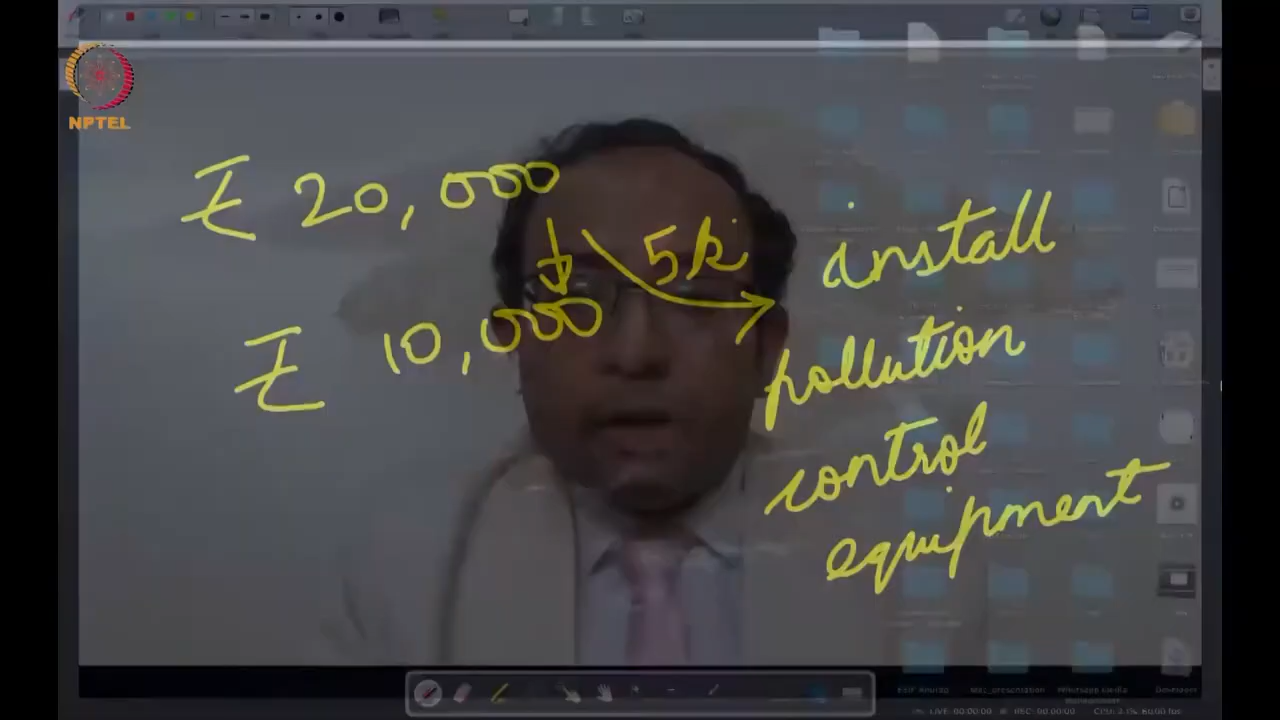 NPTEL
₹ 20,000
5k
₹ 10,000
install
pollution
control
equipment